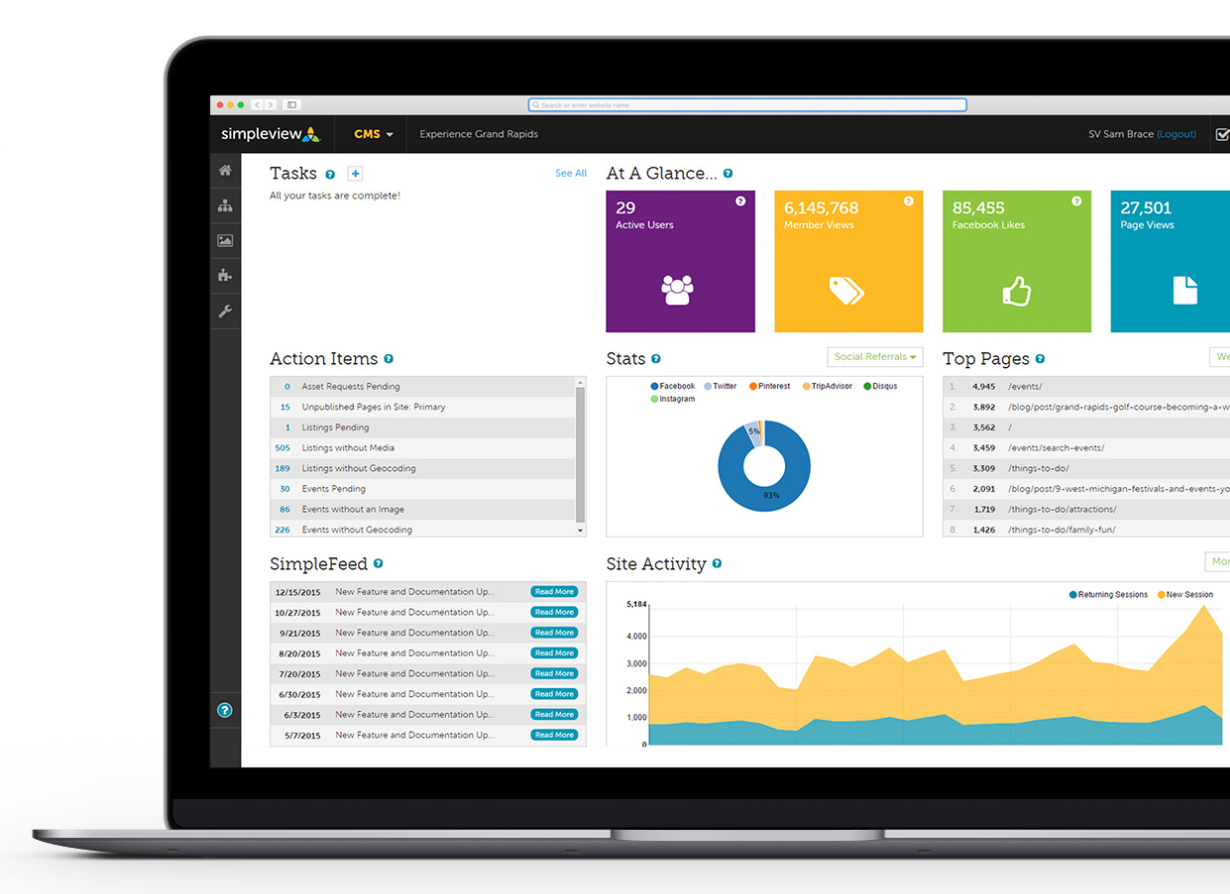 Search or enter website name
simpleview
CMS
Experience Grand Rapids
SV Sam Brace (Logout)
Tasks ? +
See All
All your tasks are complete!
At A Glance... ?
29
Active Users
?
6,145,768
Member Views
?
85,455
Facebook Likes
?
27,501
Page Views
Action Items ?
0 Asset Requests Pending
15 Unpublished Pages in Site: Primary
1 Listings Pending
505 Listings without Media
189 Listings without Geocoding
30 Events Pending
86 Events without an Image
226 Events without Geocoding
Stats ?
Social Referrals
Facebook Twitter Pinterest TripAdvisor Disqus
Instagram
5%
93%
Top Pages ?
We
1. 4,945 /events/
2. 3,892 /blog/post/grand-rapids-golf-course-becoming-a-w
3. 3,562 /
4. 3,459 /events/search-events/
5. 3,309 /things-to-do/
6. 2,091 /blog/post/9-west-michigan-festivals-and-events-yo
7. 1,719 /things-to-do/attractions/
8. 1,426 /things-to-do/family-fun/
SimpleFeed ?
12/15/2015 New Feature and Documentation Up... Read More
10/27/2015 New Feature and Documentation Up... Read More
9/21/2015 New Feature and Documentation Up... Read More
8/20/2015 New Feature and Documentation Up... Read More
7/20/2015 New Feature and Documentation Up... Read More
6/30/2015 New Feature and Documentation Up... Read More
6/3/2015 New Feature and Documentation Up... Read More
5/7/2015 New Feature and Documentation Up... Read More
?
Site Activity ?
Mor
Returning Sessions New Session
5,184
4,000
3,000
2,000
1,000
0